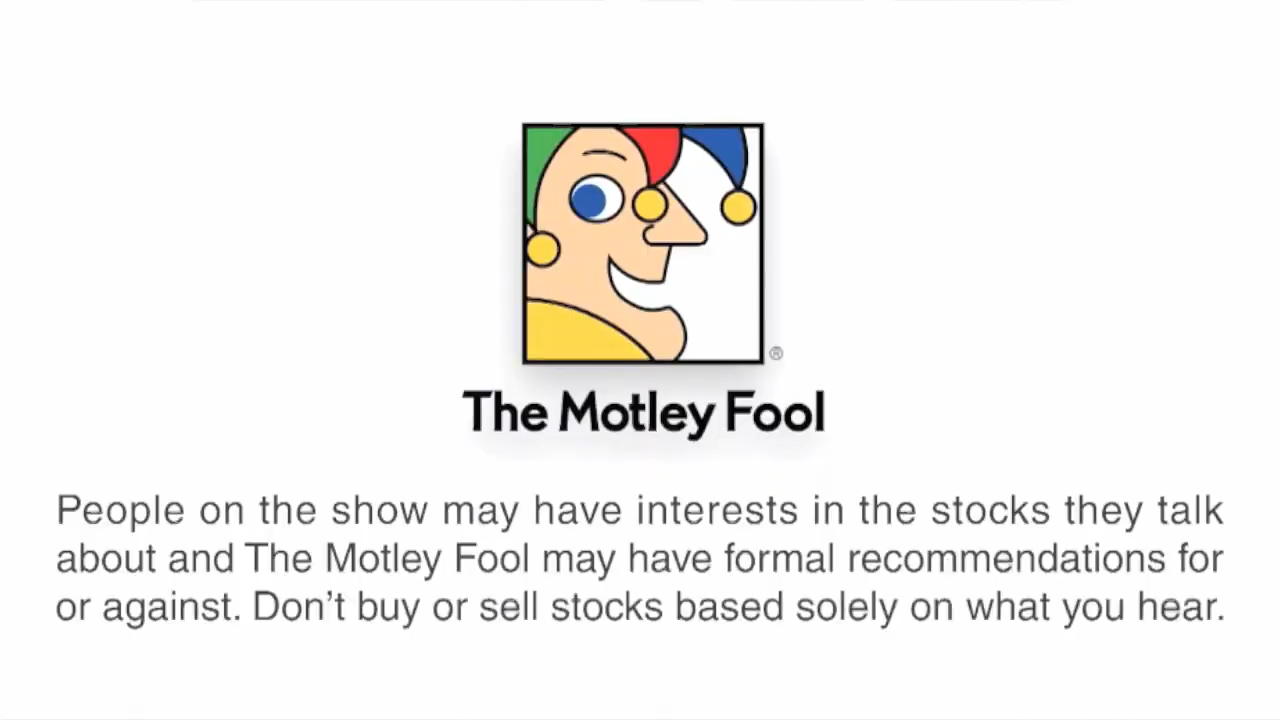 ®
The Motley Fool
People on the show may have interests in the stocks they talk
about and The Motley Fool may have formal recommendations for
or against. Don't buy or sell stocks based solely on what you hear.